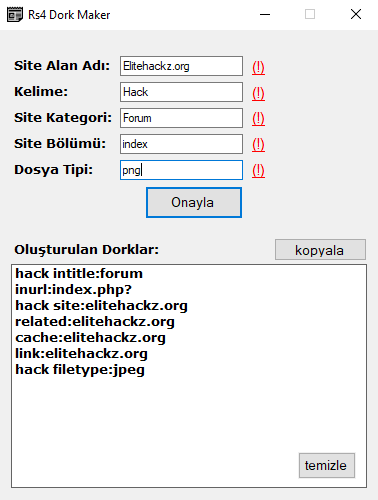 Rs4 Dork Maker
Site Alan Adı: Elitehackz.org (!)
Kelime: Hack (!)
Site Kategori: Forum (!)
Site Bölümü: index (!)
Dosya Tipi: png (!)
Onayla
Oluşturulan Dorklar: kopyala
hack intitle:forum
inurl:index.php?
hack site:elitehackz.org
related:elitehackz.org
cache:elitehackz.org
link:elitehackz.org
hack filetype:jpeg
temizle